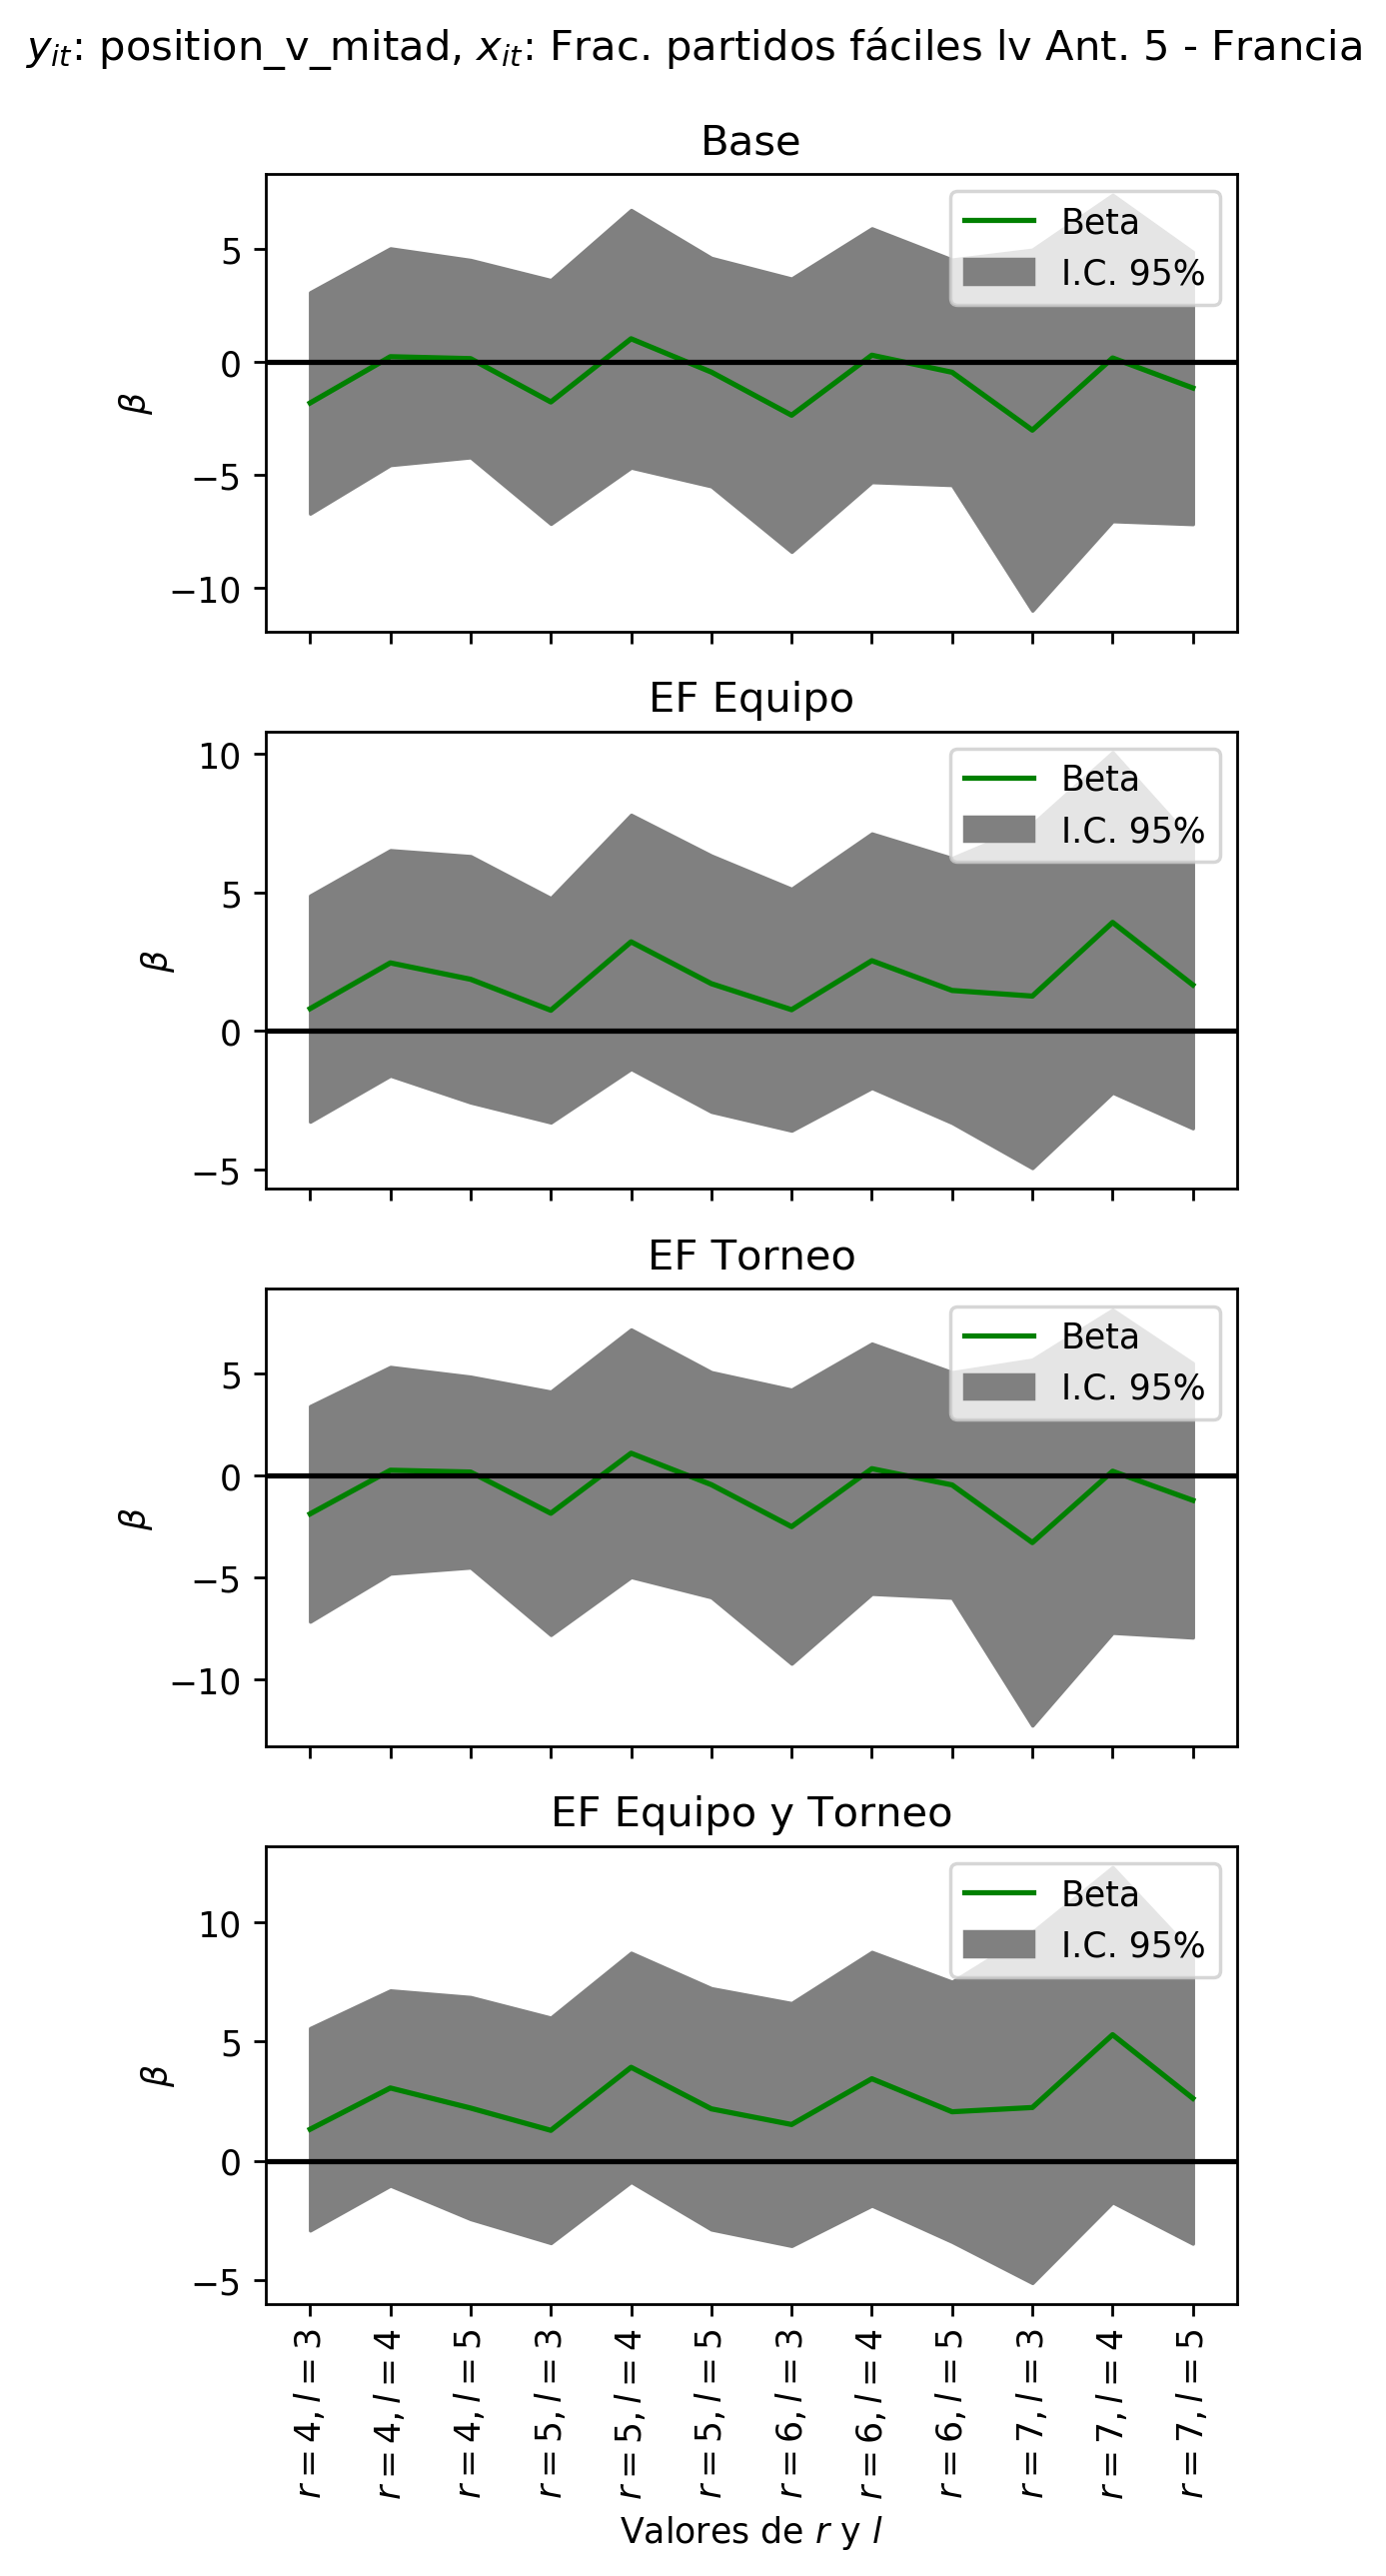 y_it: position_v_mitad, x_it: Frac. partidos fáciles lv Ant. 5 - Francia
Base
Beta
I.C. 95%
5
0
−5
−10
β
EF Equipo
Beta
I.C. 95%
10
5
0
−5
β
EF Torneo
Beta
I.C. 95%
5
0
−5
−10
β
EF Equipo y Torneo
Beta
I.C. 95%
10
5
0
−5
β
r = 4, l = 3
r = 4, l = 4
r = 4, l = 5
r = 5, l = 3
r = 5, l = 4
r = 5, l = 5
r = 6, l = 3
r = 6, l = 4
r = 6, l = 5
r = 7, l = 3
r = 7, l = 4
r = 7, l = 5
Valores de r y l